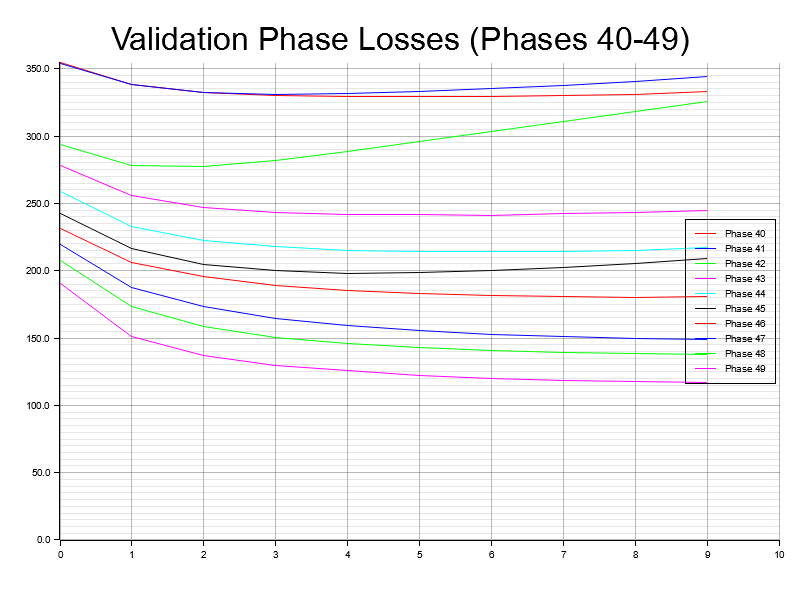 Validation Phase Losses (Phases 40-49)
350.0
300.0
250.0
200.0
150.0
100.0
50.0
0.0
0 1 2 3 4 5 6 7 8 9 10
Phase 40
Phase 41
Phase 42
Phase 43
Phase 44
Phase 45
Phase 46
Phase 47
Phase 48
Phase 49